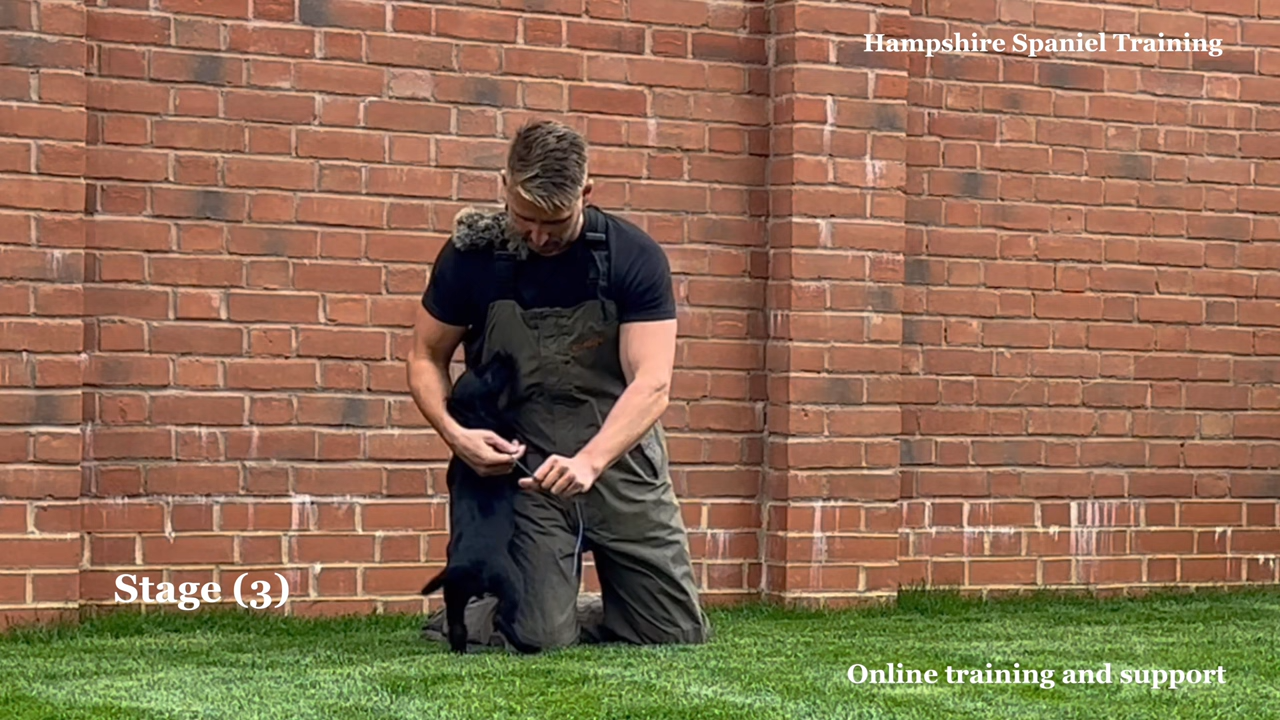 Hampshire Spaniel Training
Stage (3)
Online training and support